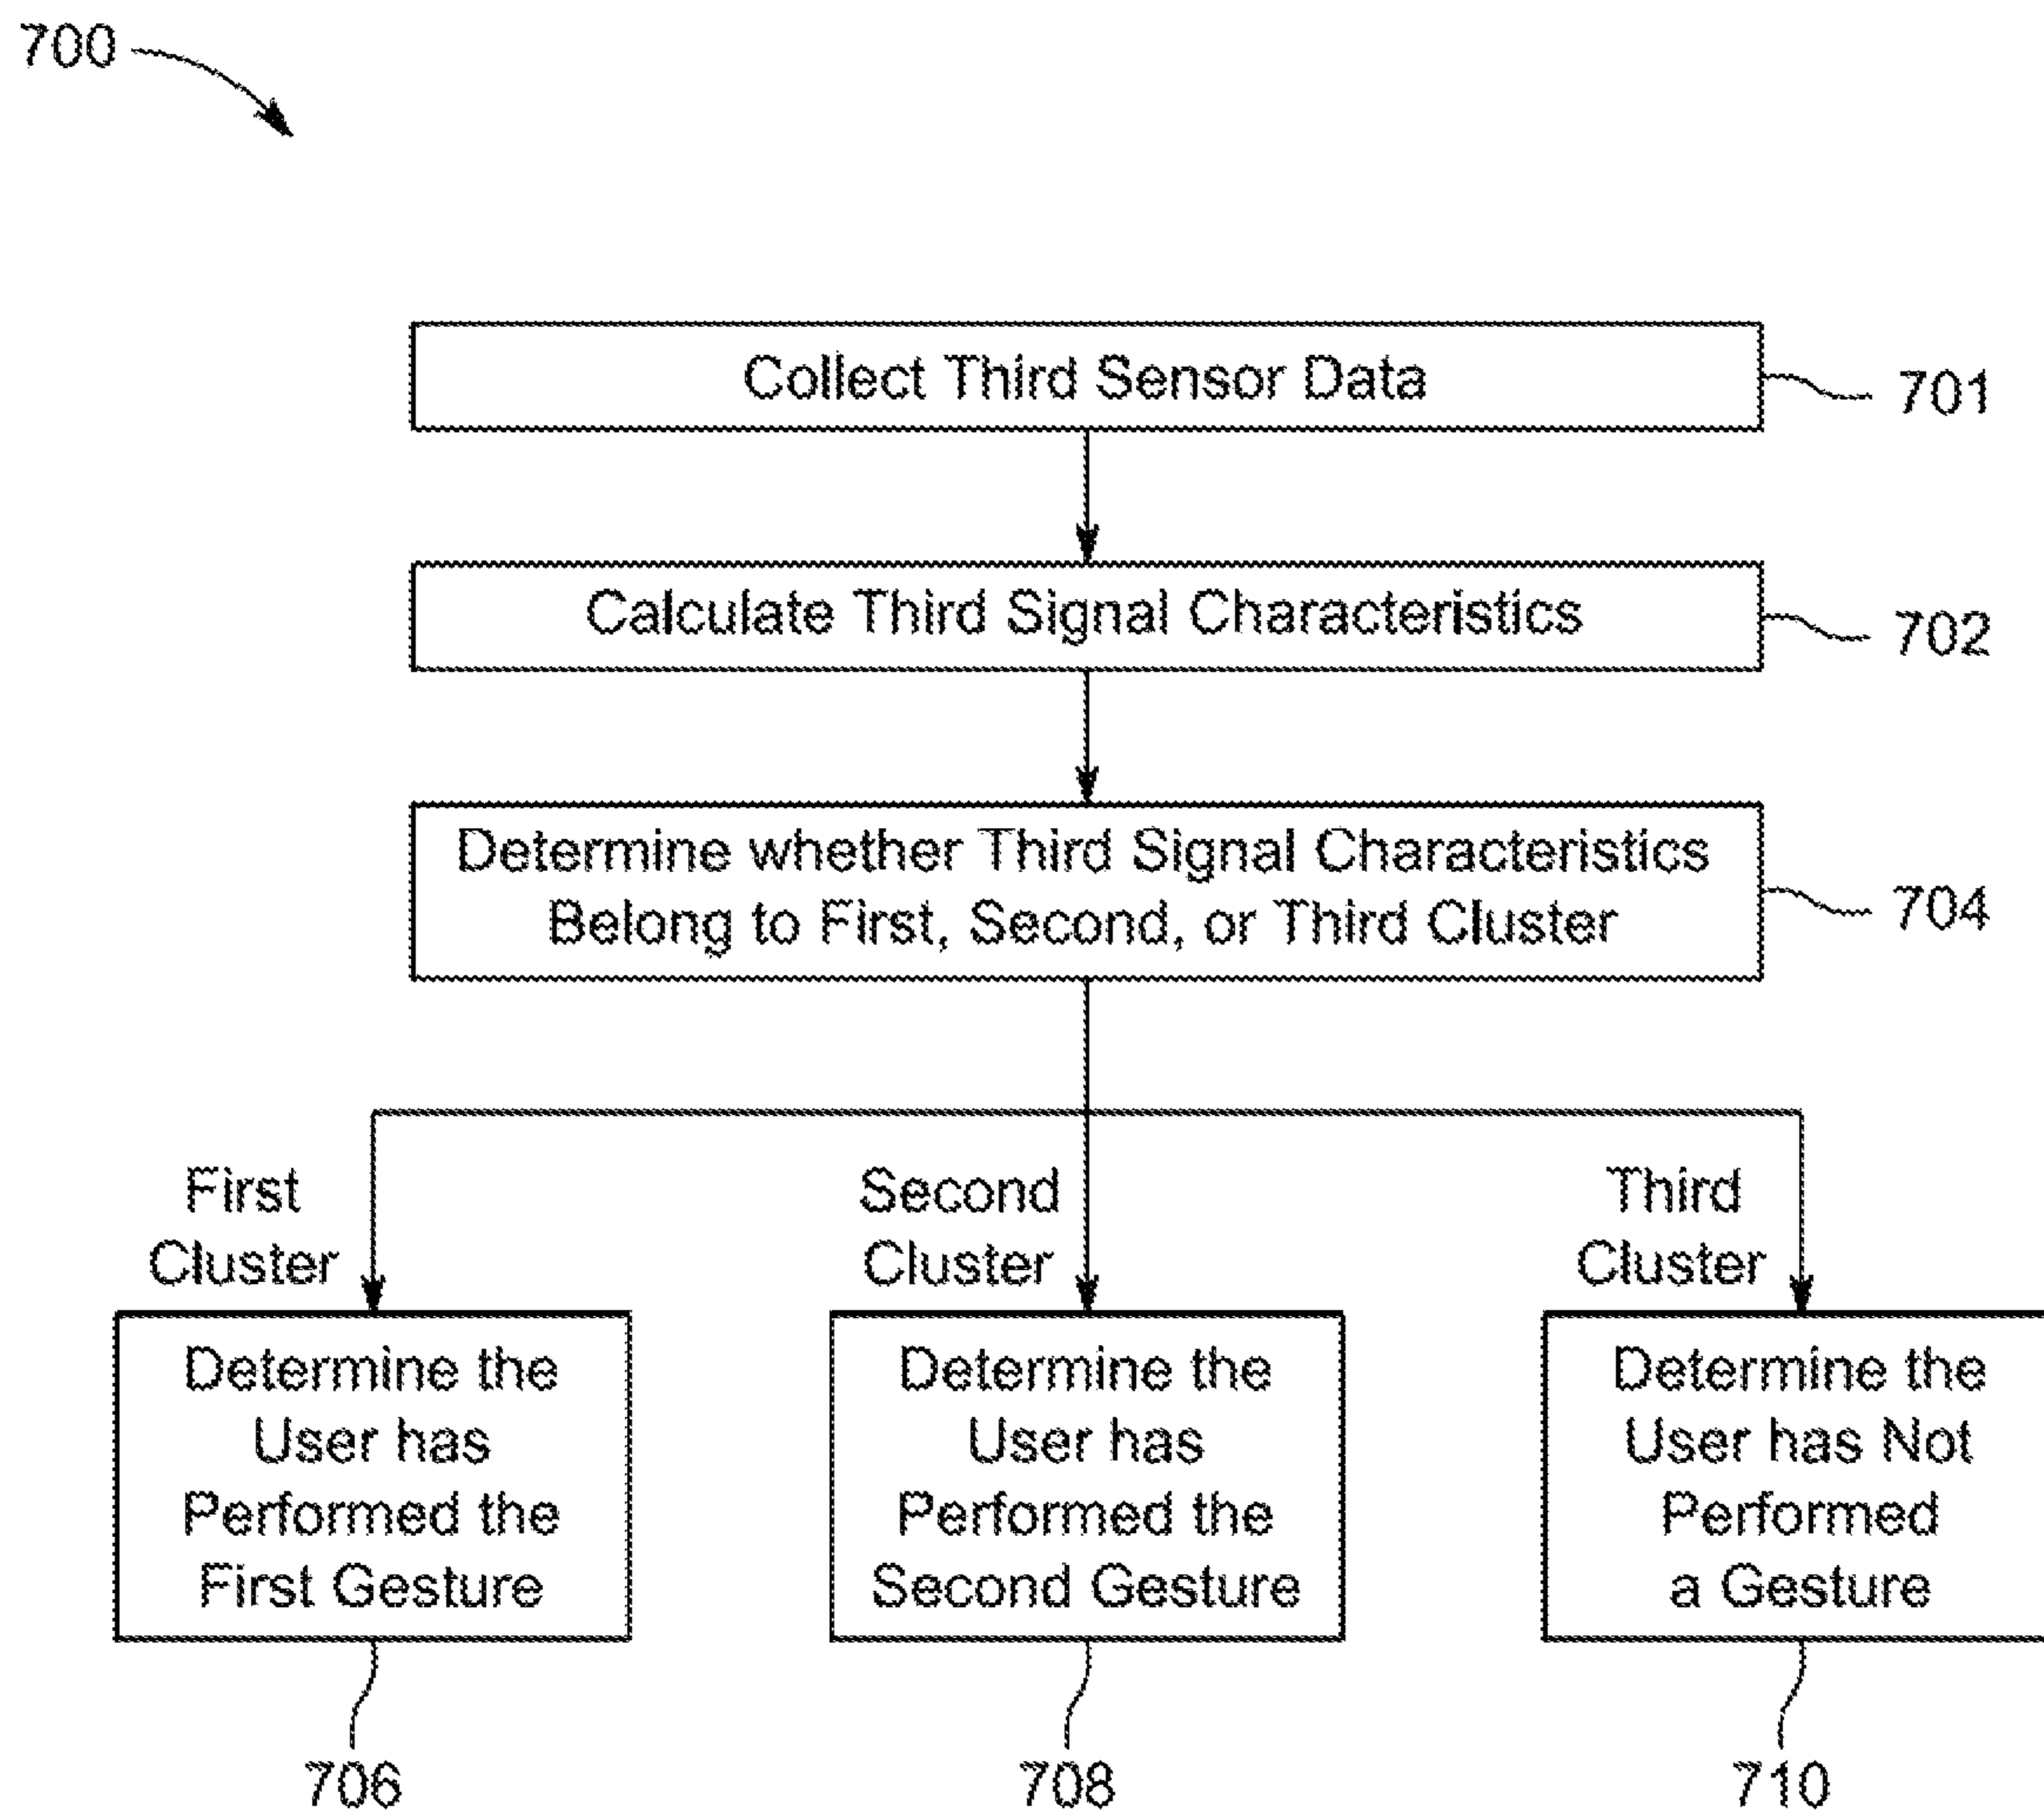 700
Collect Third Sensor Data
701
Calculate Third Signal Characteristics
702
Determine whether Third Signal Characteristics
Belong to First, Second, or Third Cluster
704
First
Cluster
Second
Cluster
Third
Cluster
Determine the
User has
Performed the
First Gesture
Determine the
User has
Performed the
Second Gesture
Determine the
User has Not
Performed
a Gesture
706
708
710